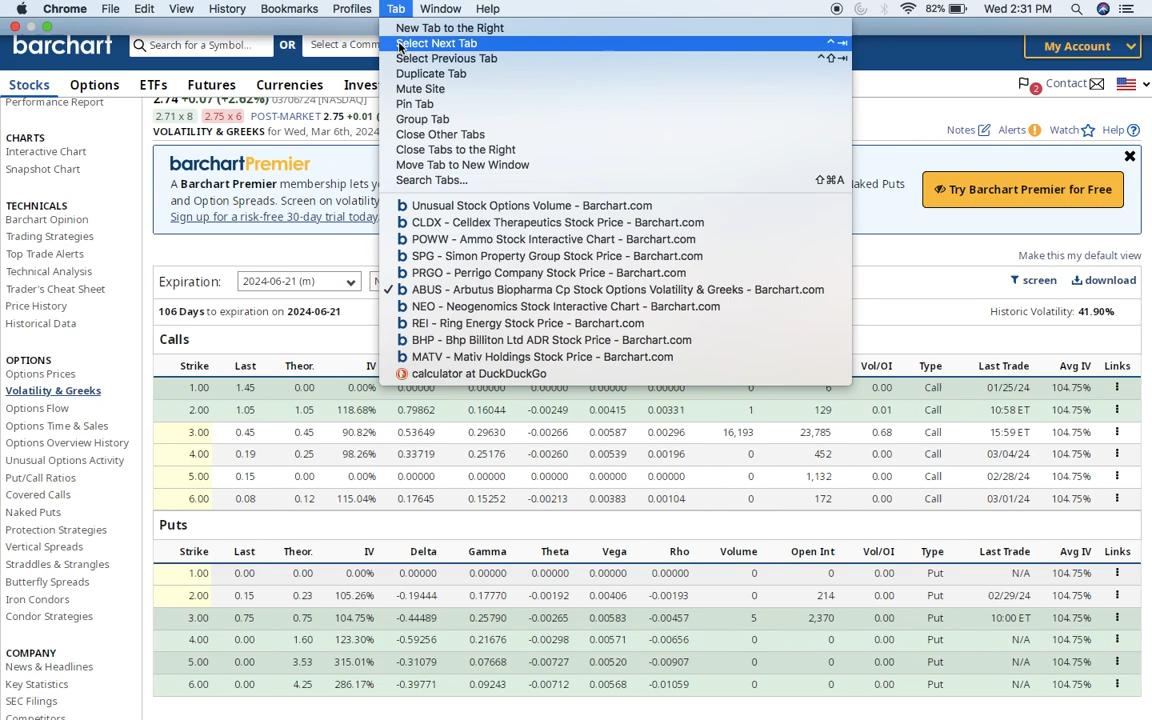 Chrome File Edit View History Bookmarks Profiles Tab Window Help 82% Wed 2:31 PM
barchart Search for a Symbol... OR Select a Comm My Account
Stocks Options ETFs Futures Currencies Inves 2 Contact
New Tab to the Right
Select Next Tab ⌃⇥
Select Previous Tab ⌃⇧⇥
Duplicate Tab
Mute Site
Pin Tab
Group Tab
Close Other Tabs
Close Tabs to the Right
Move Tab to New Window
Search Tabs... ⇧⌘A
Unusual Stock Options Volume - Barchart.com
CLDX - Celldex Therapeutics Stock Price - Barchart.com
POWW - Ammo Stock Interactive Chart - Barchart.com
SPG - Simon Property Group Stock Price - Barchart.com
PRGO - Perrigo Company Stock Price - Barchart.com
✓ ABUS - Arbutus Biopharma Cp Stock Options Volatility & Greeks - Barchart.com
NEO - Neogenomics Stock Interactive Chart - Barchart.com
REI - Ring Energy Stock Price - Barchart.com
BHP - Bhp Billiton Ltd ADR Stock Price - Barchart.com
MATV - Mativ Holdings Stock Price - Barchart.com
calculator at DuckDuckGo
Performance Report
CHARTS
Interactive Chart
Snapshot Chart
TECHNICALS
Barchart Opinion
Trading Strategies
Top Trade Alerts
Technical Analysis
Trader's Cheat Sheet
Price History
Historical Data
OPTIONS
Options Prices
Volatility & Greeks
Options Flow
Options Time & Sales
Options Overview History
Unusual Options Activity
Put/Call Ratios
Covered Calls
Naked Puts
Protection Strategies
Vertical Spreads
Straddles & Strangles
Butterfly Spreads
Iron Condors
Condor Strategies
COMPANY
News & Headlines
Key Statistics
SEC Filings
Competitors
2.74 +0.07 (+2.62%) 03/06/24 [NASDAQ]
2.71 x 8 2.75 x 6 POST-MARKET 2.75 +0.01 (
VOLATILITY & GREEKS for Wed, Mar 6th, 2024 Notes Alerts ! Watch Help ?
barchartPremier
A Barchart Premier membership lets y aked Puts
and Option Spreads. Screen on volatility
Sign up for a risk-free 30-day trial today.
Try Barchart Premier for Free
Make this my default view
Expiration: 2024-06-21 (m) N screen download
106 Days to expiration on 2024-06-21 Historic Volatility: 41.90%
Calls
Strike Last Theor. IV Vol/OI Type Last Trade Avg IV Links
1.00 1.45 0.00 0.00% 0.00000 0.00000 0.00000 0.00000 0.00000 0 6 0.00 Call 01/25/24 104.75%
2.00 1.05 1.05 118.68% 0.79862 0.16044 -0.00249 0.00415 0.00331 1 129 0.01 Call 10:58 ET 104.75%
3.00 0.45 0.45 90.82% 0.53649 0.29630 -0.00266 0.00587 0.00296 16,193 23,785 0.68 Call 15:59 ET 104.75%
4.00 0.19 0.25 98.26% 0.33719 0.25176 -0.00260 0.00539 0.00196 0 452 0.00 Call 03/04/24 104.75%
5.00 0.15 0.00 0.00% 0.00000 0.00000 0.00000 0.00000 0.00000 0 1,132 0.00 Call 02/28/24 104.75%
6.00 0.08 0.12 115.04% 0.17645 0.15252 -0.00213 0.00383 0.00104 0 172 0.00 Call 03/01/24 104.75%
Puts
Strike Last Theor. IV Delta Gamma Theta Vega Rho Volume Open Int Vol/OI Type Last Trade Avg IV Links
1.00 0.00 0.00 0.00% 0.00000 0.00000 0.00000 0.00000 0.00000 0 0 0.00 Put N/A 104.75%
2.00 0.15 0.23 105.26% -0.19444 0.17770 -0.00192 0.00406 -0.00193 0 214 0.00 Put 02/29/24 104.75%
3.00 0.75 0.75 104.75% -0.44489 0.25790 -0.00265 0.00583 -0.00457 5 2,370 0.00 Put 10:00 ET 104.75%
4.00 0.00 1.60 123.30% -0.59256 0.21676 -0.00298 0.00571 -0.00656 0 0 0.00 Put N/A 104.75%
5.00 0.00 3.53 315.01% -0.31079 0.07668 -0.00727 0.00520 -0.00907 0 0 0.00 Put N/A 104.75%
6.00 0.00 4.25 286.17% -0.39771 0.09243 -0.00712 0.00568 -0.01059 0 0 0.00 Put N/A 104.75%